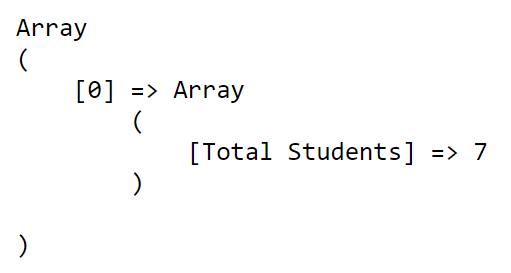 Array
(
    [0] => Array
        (
            [Total Students] => 7
        )

)